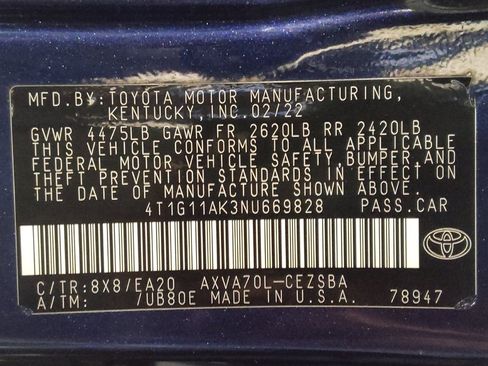 MFD.BY:TOYOTA MOTOR MANUFACTURING,
KENTUCKY,INC.02/22
GVWR 4475LB GAWR FR 2620LB RR 2420LB
THIS VEHICLE CONFORMS TO ALL APPLICABLE
FEDERAL MOTOR VEHICLE SAFETY,BUMPER,AND
THEFT PREVENTION STANDARDS IN EFFECT ON
THE DATE OF MANUFACTURE SHOWN ABOVE.
4T1G11AK3NU669828 PASS.CAR
C/TR:8X8/EA20 AXVA70L-CEZSBA
A/TM: /UB80E MADE IN U.S.A. 78947